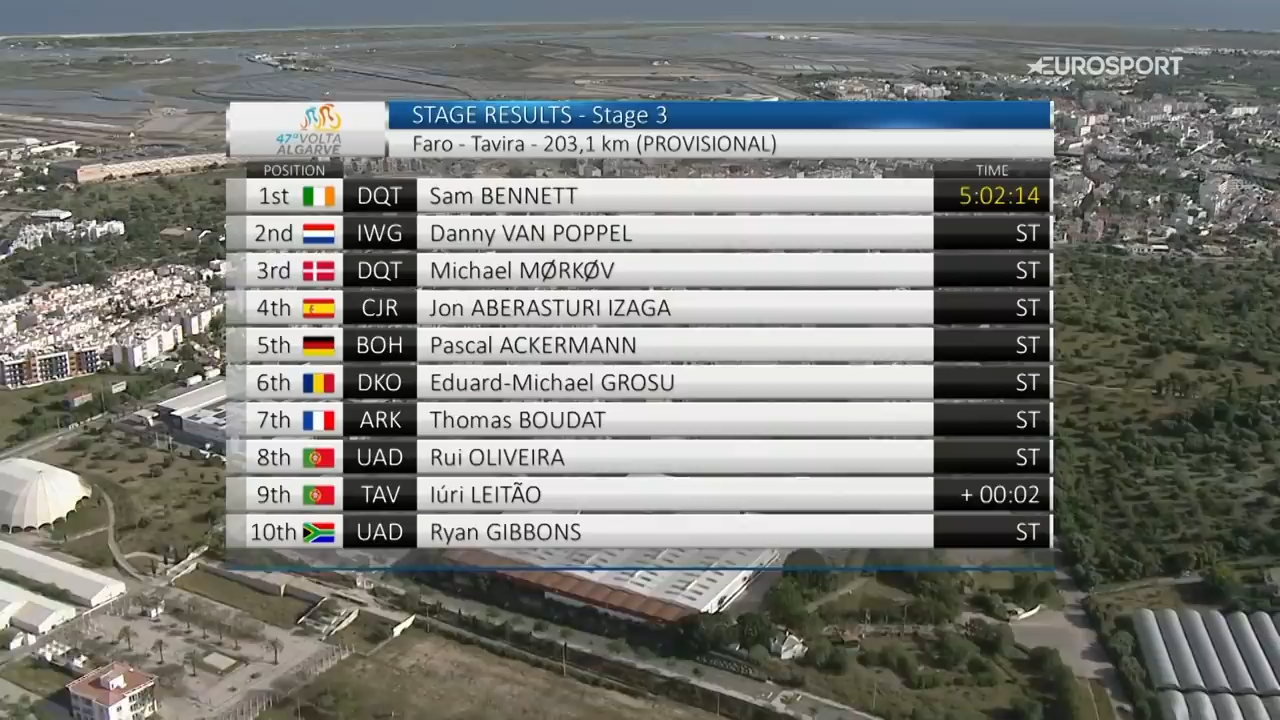 EUROSPORT
47ª VOLTA
ALGARVE
STAGE RESULTS - Stage 3
Faro - Tavira - 203,1 km (PROVISIONAL)
POSITION TIME
1st DQT Sam BENNETT 5:02:14
2nd IWG Danny VAN POPPEL ST
3rd DQT Michael MØRKØV ST
4th CJR Jon ABERASTURI IZAGA ST
5th BOH Pascal ACKERMANN ST
6th DKO Eduard-Michael GROSU ST
7th ARK Thomas BOUDAT ST
8th UAD Rui OLIVEIRA ST
9th TAV Iúri LEITÃO + 00:02
10th UAD Ryan GIBBONS ST